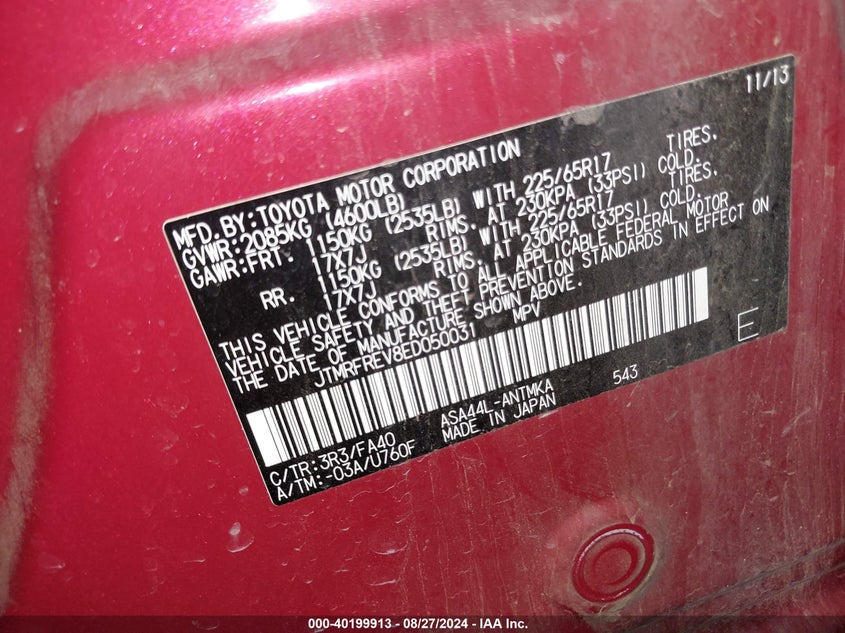 11/13
MFD.BY:TOYOTA MOTOR CORPORATION
GVWR:2085KG (4600LB)
GAWR:FRT. 1150KG (2535LB) WITH 225/65R17 TIRES,
17X7J RIMS, AT 230KPA (33PSI) COLD.
RR. 1150KG (2535LB) WITH 225/65R17 TIRES,
17X7J RIMS, AT 230KPA (33PSI) COLD.
THIS VEHICLE CONFORMS TO ALL APPLICABLE FEDERAL MOTOR
VEHICLE SAFETY AND THEFT PREVENTION STANDARDS IN EFFECT ON
THE DATE OF MANUFACTURE SHOWN ABOVE.
JTMRFREV8ED050031 MPV
E
C/TR:3R3/FA40 ASA44L-ANTMKA 543
A/TM:-03A/U760F MADE IN JAPAN
000-40199913 - 08/27/2024 - IAA Inc.